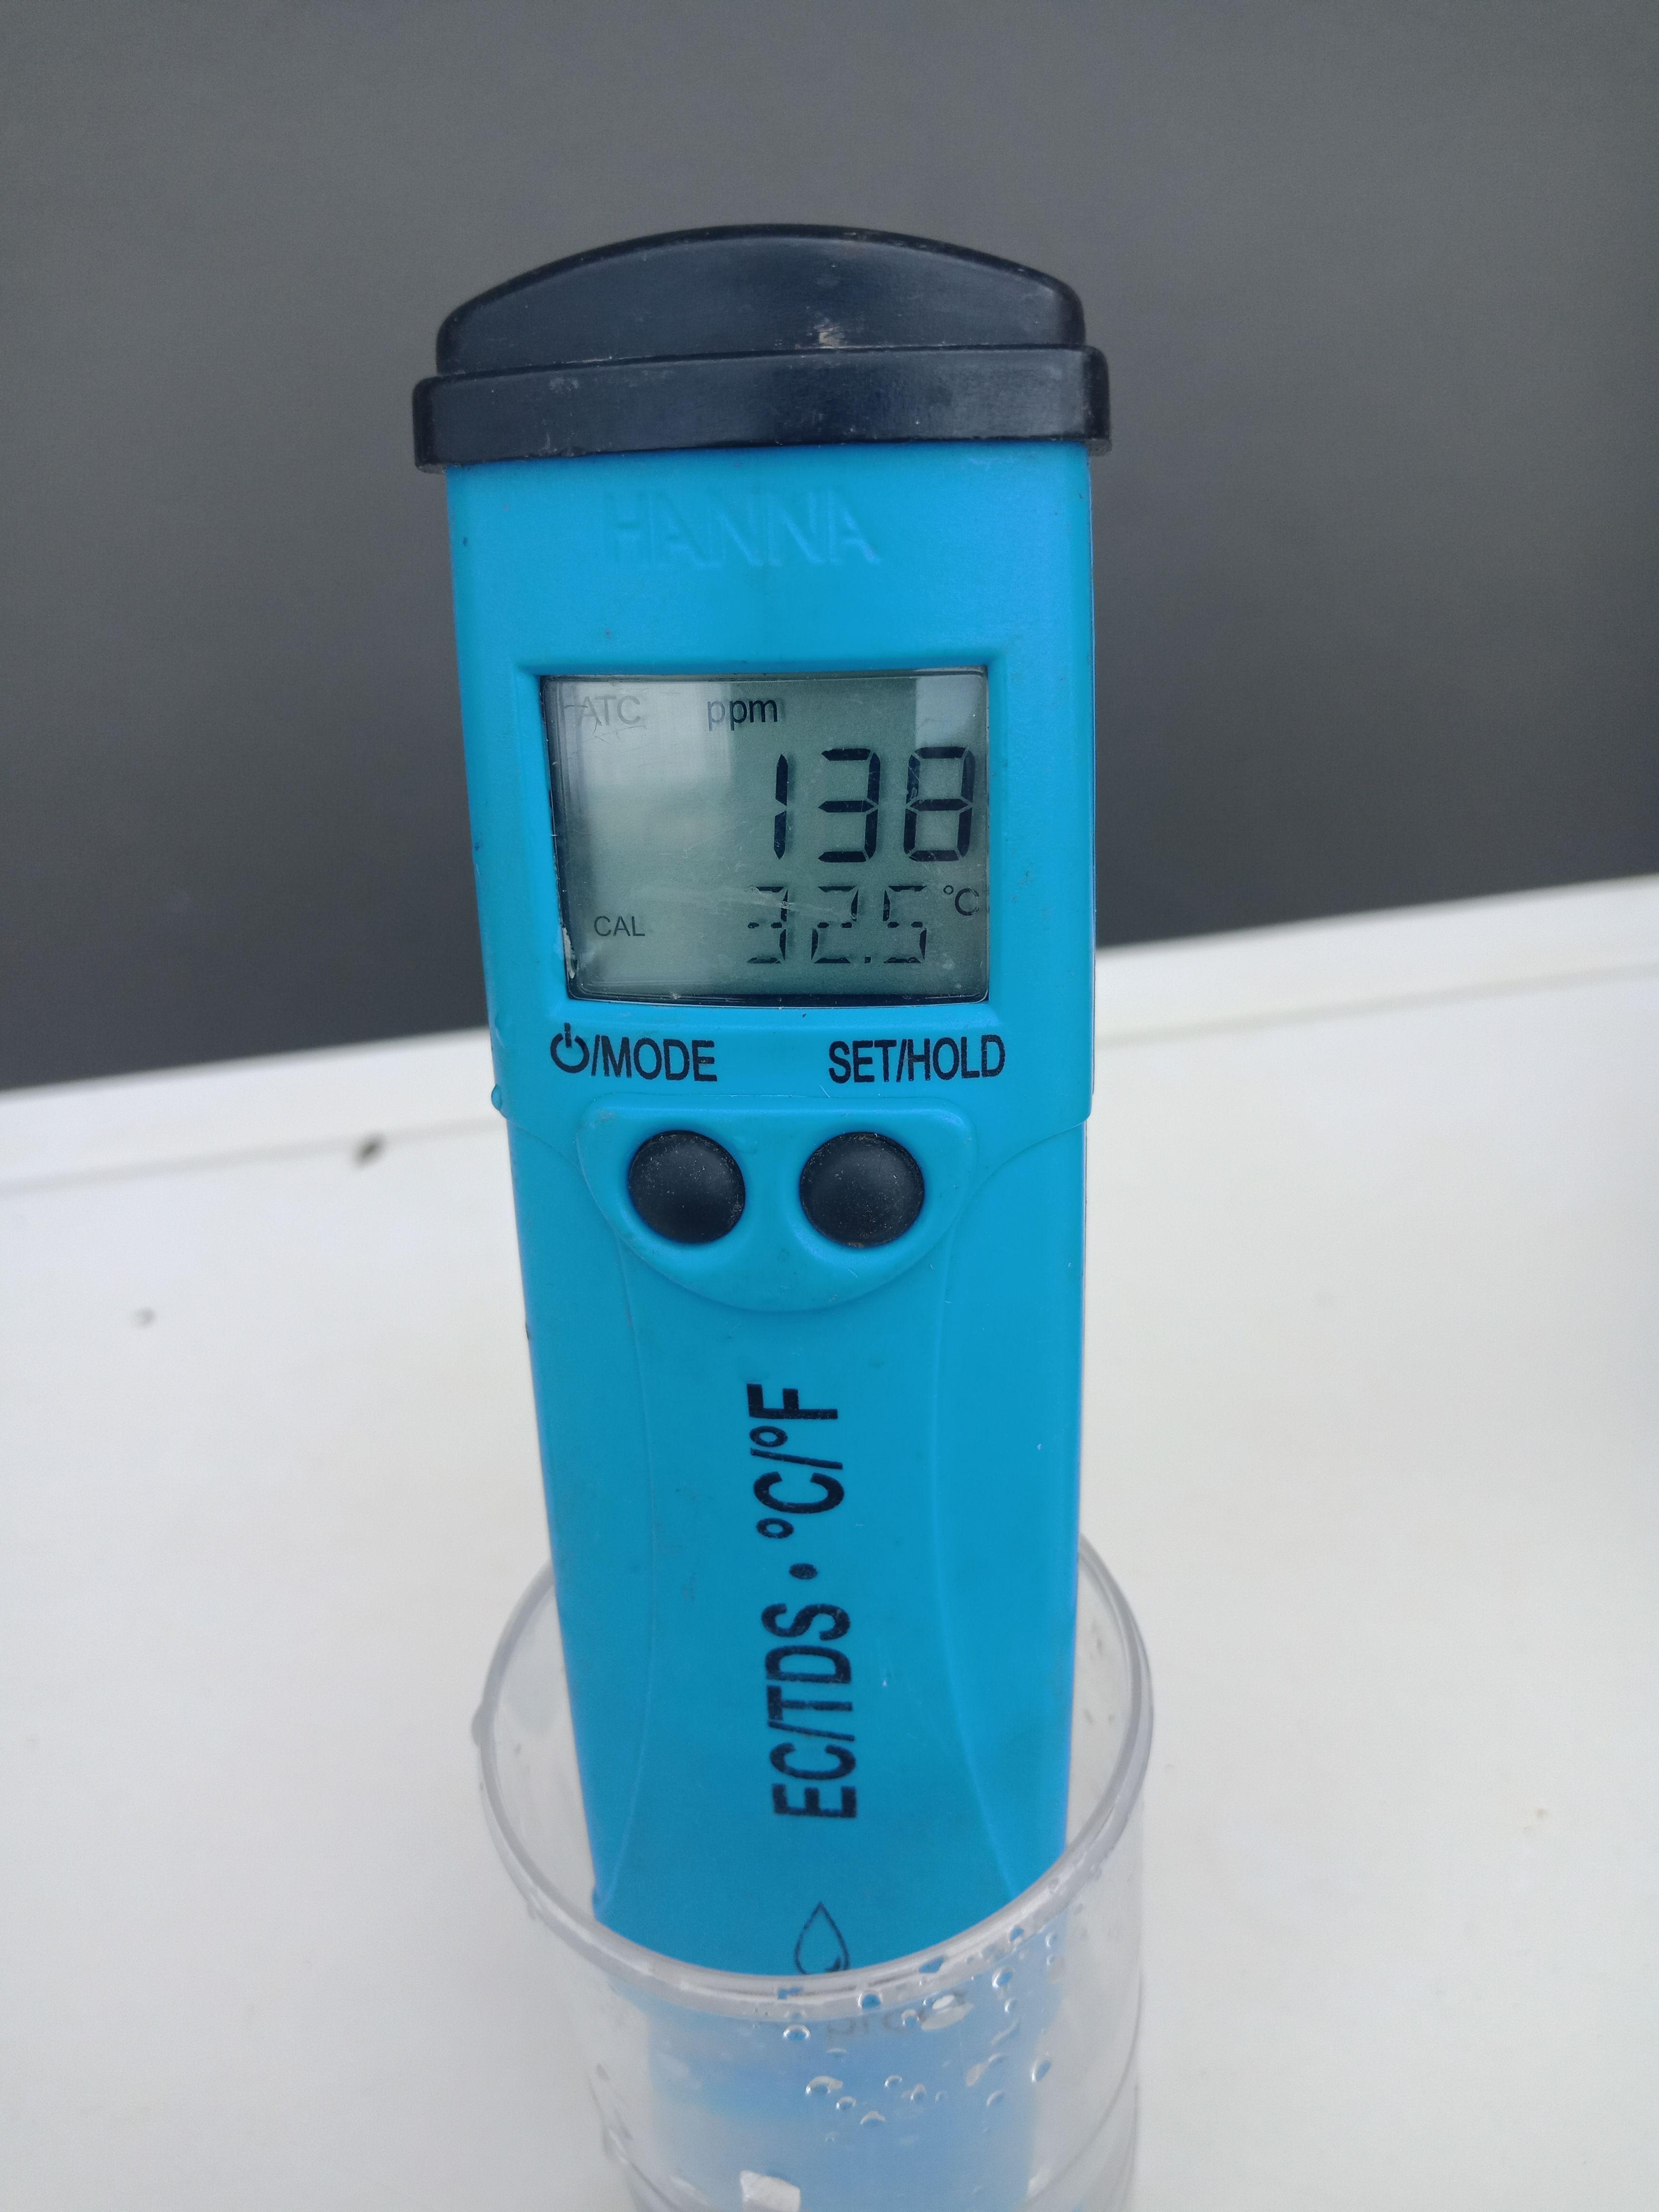 HANNA
ATC ppm
138
32.5 °C
CAL
/MODE SET/HOLD
EC/TDS • °C/°F